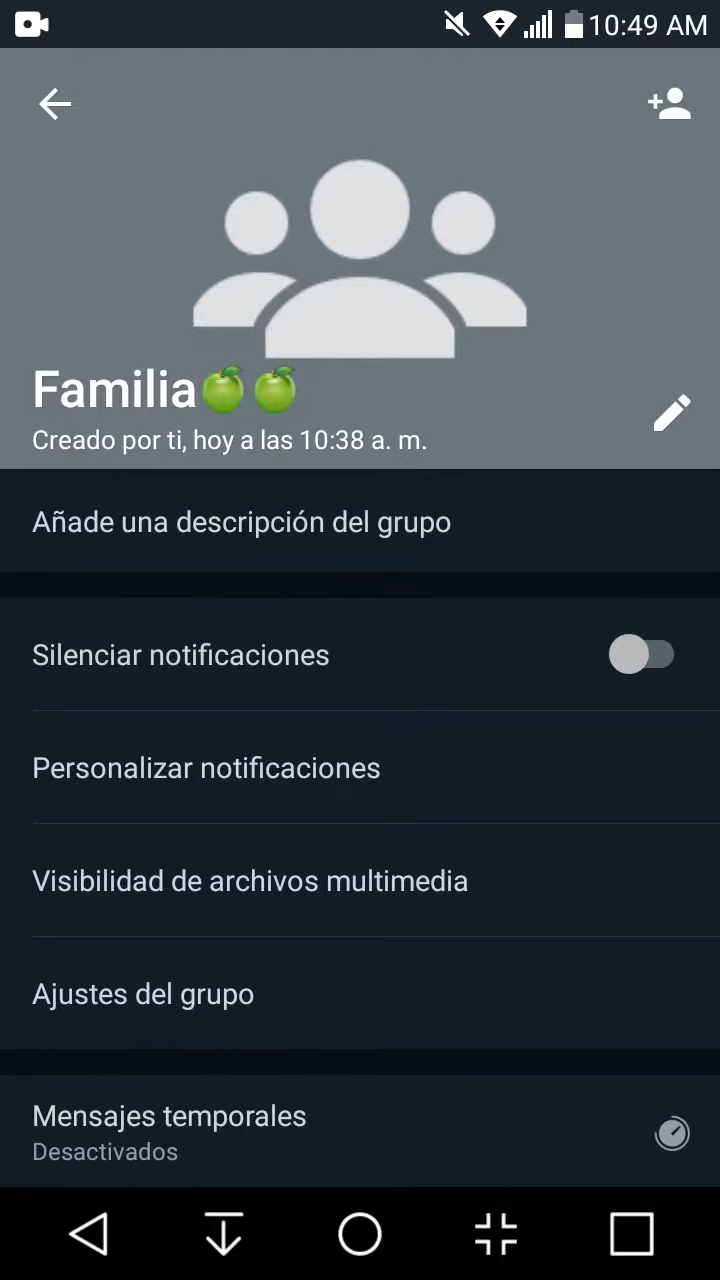 10:49 AM
Familia🍏🍏
Creado por ti, hoy a las 10:38 a. m.
Añade una descripción del grupo
Silenciar notificaciones
Personalizar notificaciones
Visibilidad de archivos multimedia
Ajustes del grupo
Mensajes temporales
Desactivados